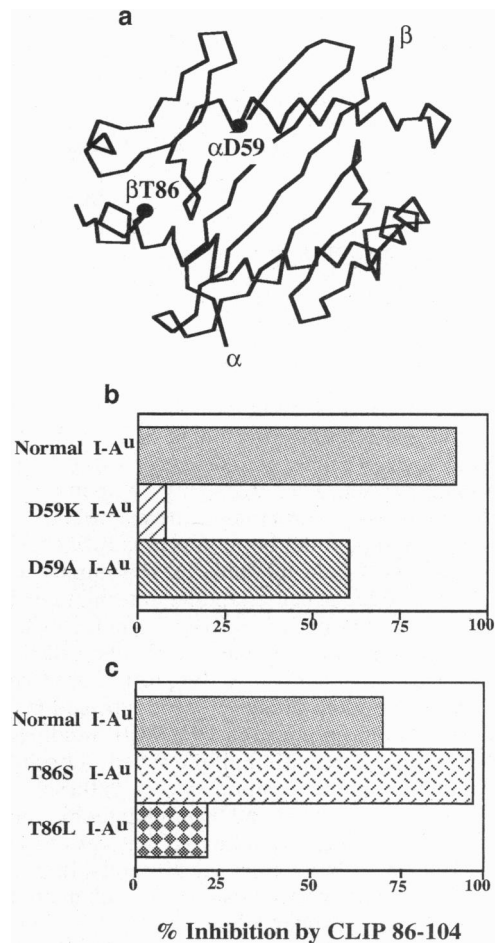 a
β
αD59
βT86
α
b
Normal I-Aᵘ
D59K I-Aᵘ
D59A I-Aᵘ
0 25 50 75 100
c
Normal I-Aᵘ
T86S I-Aᵘ
T86L I-Aᵘ
0 25 50 75 100
% Inhibition by CLIP 86-104